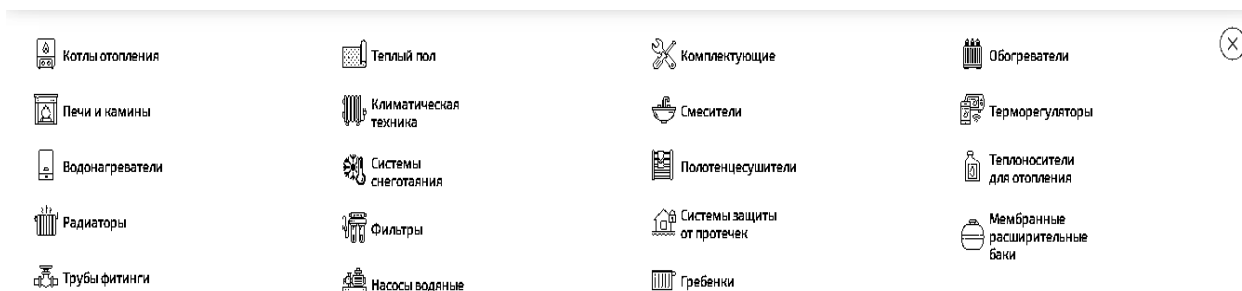 Котлы отопления
Печи и камины
Водонагреватели
Радиаторы
Трубы фитинги
Теплый пол
Климатическая
техника
Системы
снеготаяния
Фильтры
Насосы водяные
Комплектующие
Смесители
Полотенцесушители
Системы защиты
от протечек
Гребенки
Обогреватели
Терморегуляторы
Теплоносители
для отопления
Мембранные
расширительные
баки